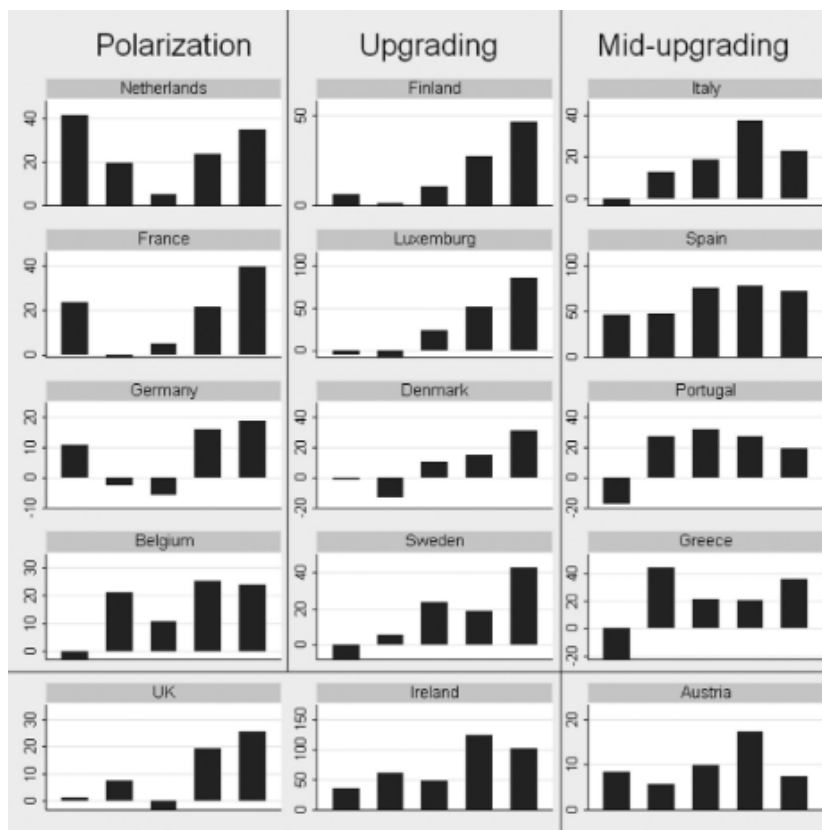 Polarization Upgrading Mid-upgrading
Netherlands Finland Italy
40 50 40
20 20
0 0 0
France Luxemburg Spain
40 100 100
20 50 50
0 0 0
Germany Denmark Portugal
20 40 40
10 20 20
0 0 0
-10 -20 -20
Belgium Sweden Greece
30 40 40
20 20 20
10 0 0
0 -20
UK Ireland Austria
30 150 20
20 100 10
10 50 0
0 0